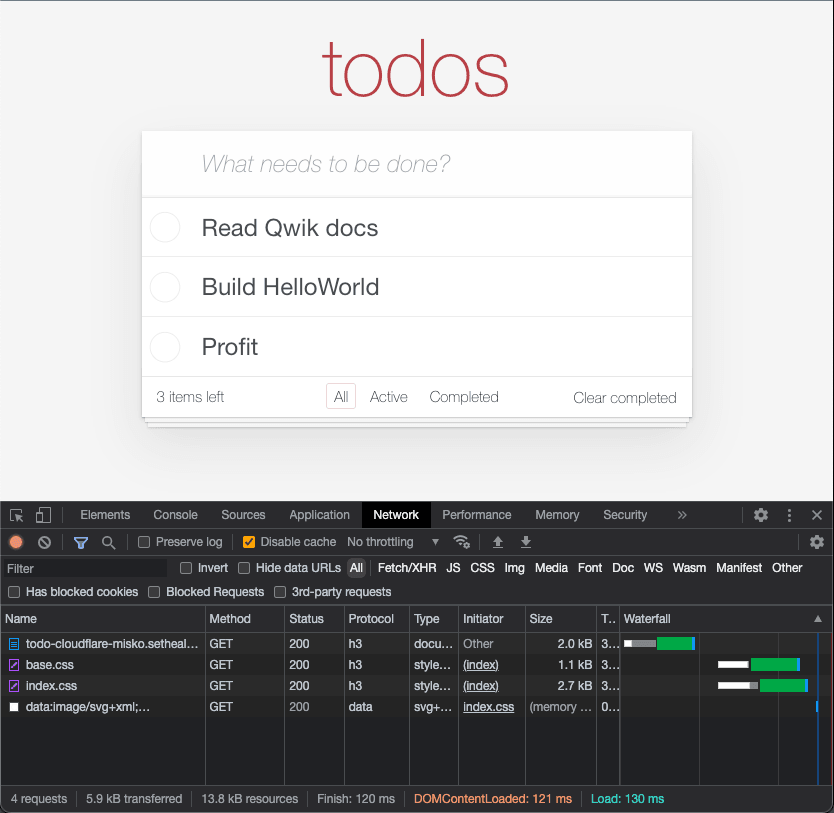 todos
What needs to be done?
Read Qwik docs
Build HelloWorld
Profit
3 items left All Active Completed Clear completed
Elements Console Sources Application Network Performance Memory Security »
Preserve log Disable cache No throttling
Filter Invert Hide data URLs All Fetch/XHR JS CSS Img Media Font Doc WS Wasm Manifest Other
Has blocked cookies Blocked Requests 3rd-party requests
Name Method Status Protocol Type Initiator Size T.. Waterfall
todo-cloudflare-misko.setheal... GET 200 h3 docu... Other 2.0 kB 3...
base.css GET 200 h3 style... (index) 1.1 kB 3...
index.css GET 200 h3 style... (index) 2.7 kB 3...
data:image/svg+xml;... GET 200 data svg+... index.css (memory ... 0...
4 requests 5.9 kB transferred 13.8 kB resources Finish: 120 ms DOMContentLoaded: 121 ms Load: 130 ms